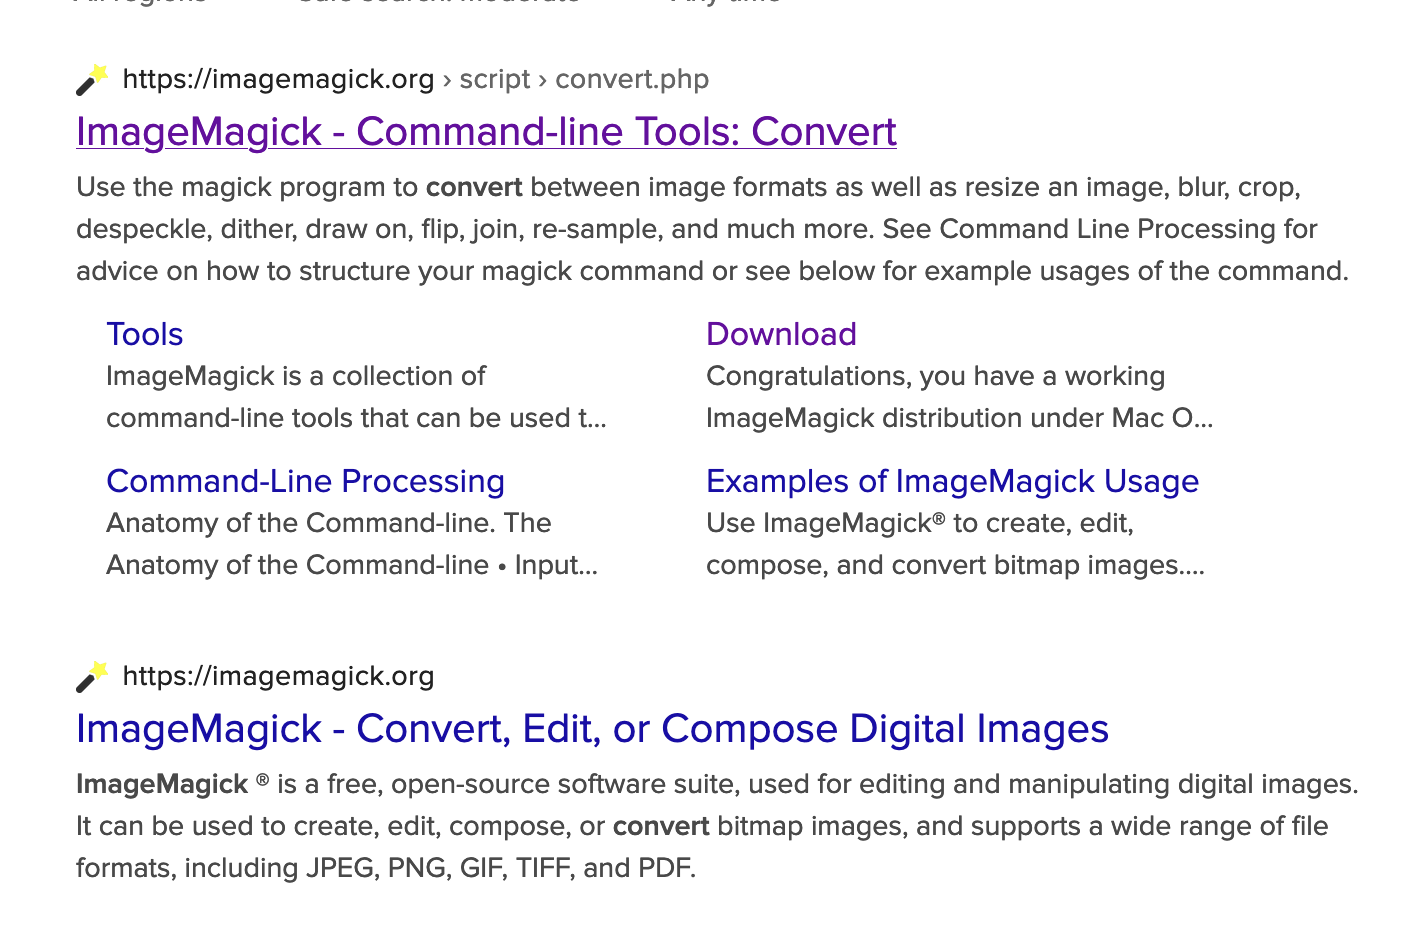 All regions Safe search: moderate Any time
https://imagemagick.org › script › convert.php
ImageMagick - Command-line Tools: Convert
Use the magick program to convert between image formats as well as resize an image, blur, crop,
despeckle, dither, draw on, flip, join, re-sample, and much more. See Command Line Processing for
advice on how to structure your magick command or see below for example usages of the command.
Tools
ImageMagick is a collection of
command-line tools that can be used t...
Download
Congratulations, you have a working
ImageMagick distribution under Mac O...
Command-Line Processing
Anatomy of the Command-line. The
Anatomy of the Command-line • Input...
Examples of ImageMagick Usage
Use ImageMagick® to create, edit,
compose, and convert bitmap images....
https://imagemagick.org
ImageMagick - Convert, Edit, or Compose Digital Images
ImageMagick ® is a free, open-source software suite, used for editing and manipulating digital images.
It can be used to create, edit, compose, or convert bitmap images, and supports a wide range of file
formats, including JPEG, PNG, GIF, TIFF, and PDF.